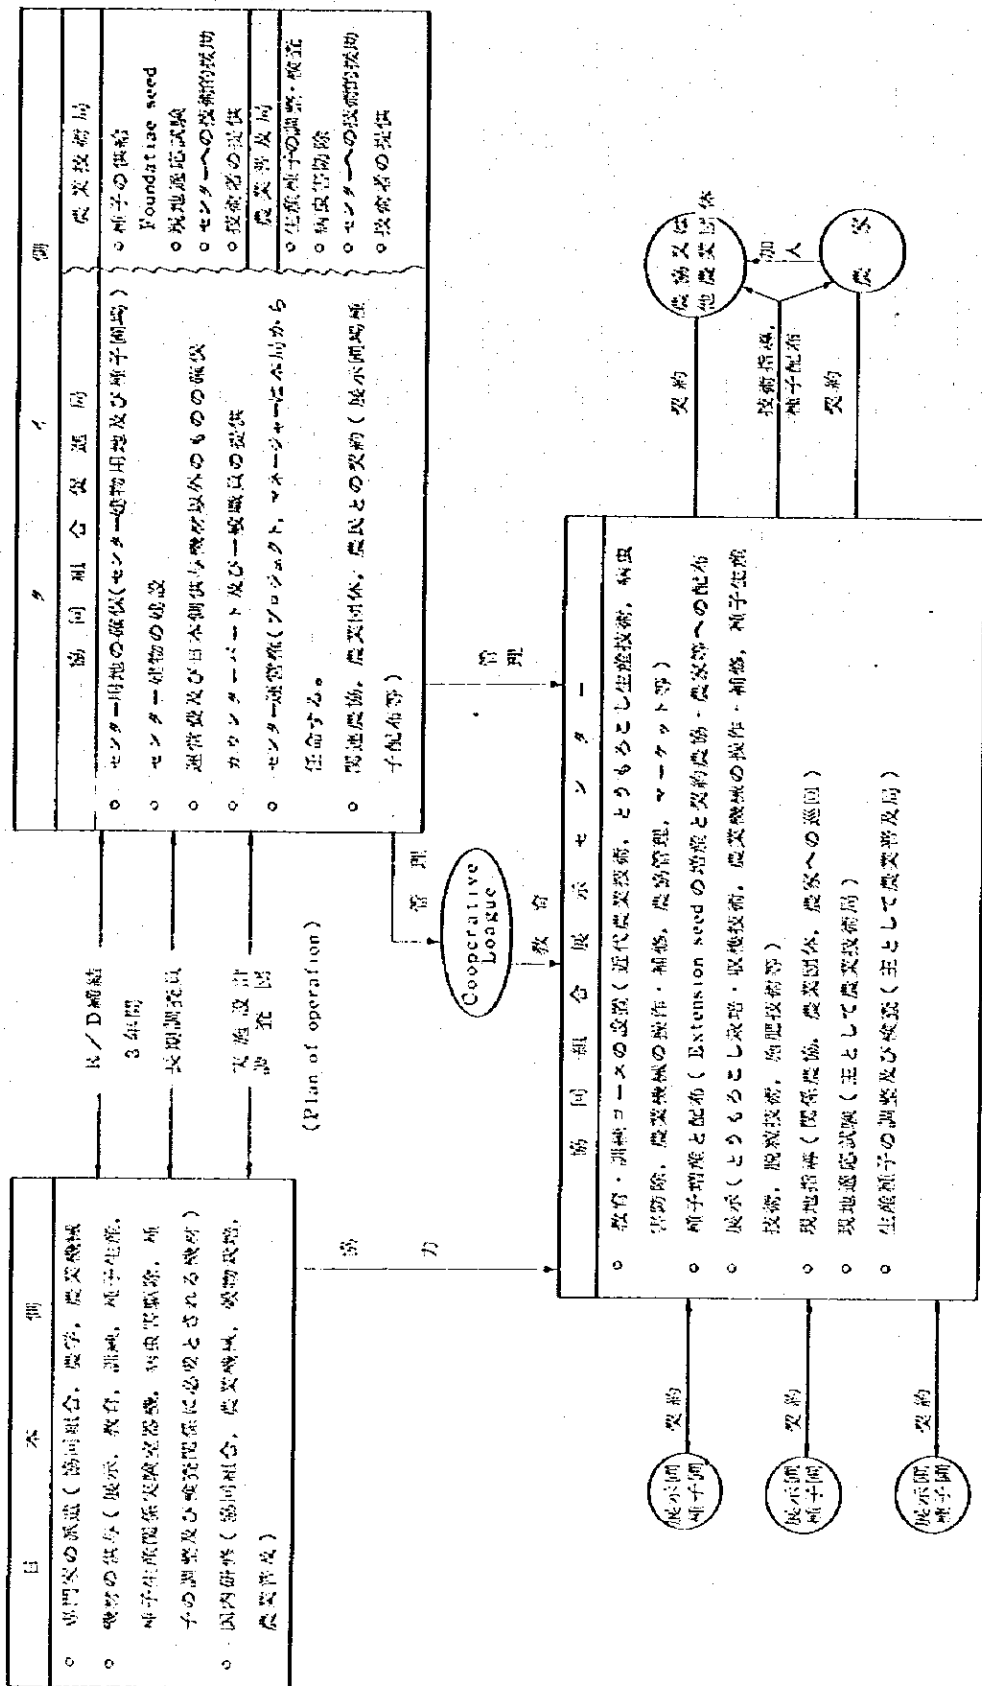 日本側
○ 専門家の派遣(協同組合,農学,農業機械
○ 機材の供与(展示,教育,訓練,種子生産,
種子生産関係実験室器機,病虫害駆除,種
子の調整及び検査関係に必要とされる機材)
○ 国内研修(協同組合,農業機械,穀物栽培,
農業普及)
R/D締結
3年間
長期調査員
実施設計
調査団
(Plan of operation)
タイ側
協同組合促進局
○ センター用地の確保(センター建物用地及び種子圃場)
○ センター建物の建設
○ 運営費及び日本側供与機材以外のものの確保
○ カウンターパート及び一般職員の提供
○ センター運営権(プロジェクト,マネージャーは本局から
任命する。
○ 関連農協,農業団体,農民との契約(展示圃場種
子配布等)
農業技術局
○ 種子の供給
Foundatiae seed
○ 現地適応試験
○ センターへの技術的援助
○ 技術者の提供
農業普及局
○ 生産種子の調整・検査
○ 病虫害防除
○ センターへの技術的援助
○ 技術者の提供
協力
管理
Cooperative
League
教育
管理
協同組合展示センター
○ 教育・訓練コースの設置(近代農業技術,とうもろこし生産技術,病虫
害防除,農業機械の操作・補修,農協管理,マーケット等)
○ 種子増産と配布(Extension seedの増産と契約農協・農家等への配布
○ 展示(とうもろこし栽培・収穫技術,農業機械の操作・補修,種子生産
技術,脱穀技術,施肥技術等)
○ 現地指導(関係農協,農業団体,農家への巡回)
○ 現地適応試験(主として農業技術局)
○ 生産種子の調整及び検査(主として農業普及局)
契約
展示圃
種子圃
契約
展示圃
種子圃
契約
展示圃
種子圃
契約
技術指導,
種子配布
契約
農協又は
他農業団体
加入
農家